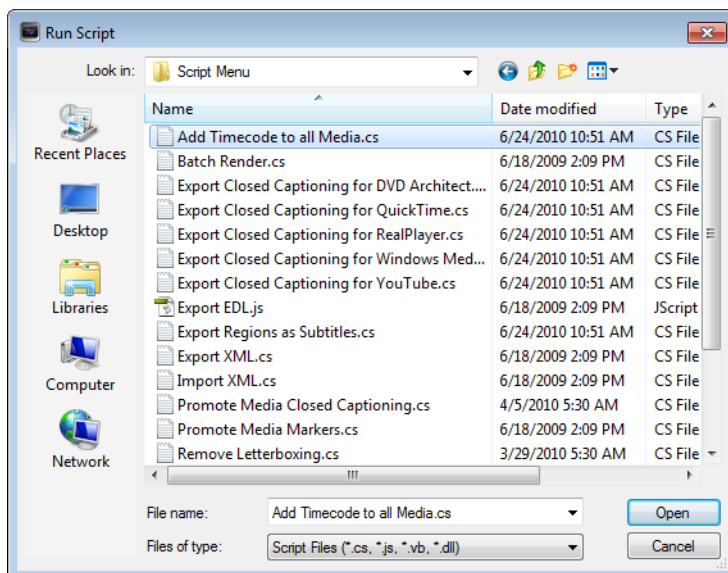 Run Script
Look in: Script Menu
Name Date modified Type
Add Timecode to all Media.cs 6/24/2010 10:51 AM CS File
Batch Render.cs 6/18/2009 2:09 PM CS File
Export Closed Captioning for DVD Architect.... 6/24/2010 10:51 AM CS File
Export Closed Captioning for QuickTime.cs 6/24/2010 10:51 AM CS File
Export Closed Captioning for RealPlayer.cs 6/24/2010 10:51 AM CS File
Export Closed Captioning for Windows Med... 6/24/2010 10:51 AM CS File
Export Closed Captioning for YouTube.cs 6/24/2010 10:51 AM CS File
Export EDL.js 6/18/2009 2:09 PM JScript
Export Regions as Subtitles.cs 6/24/2010 10:51 AM CS File
Export XML.cs 6/18/2009 2:09 PM CS File
Import XML.cs 6/18/2009 2:09 PM CS File
Promote Media Closed Captioning.cs 4/5/2010 5:30 AM CS File
Promote Media Markers.cs 6/18/2009 2:09 PM CS File
Remove Letterboxing.cs 3/29/2010 5:30 AM CS File
Recent Places
Desktop
Libraries
Computer
Network
File name: Add Timecode to all Media.cs Open
Files of type: Script Files (*.cs, *.js, *.vb, *.dll) Cancel